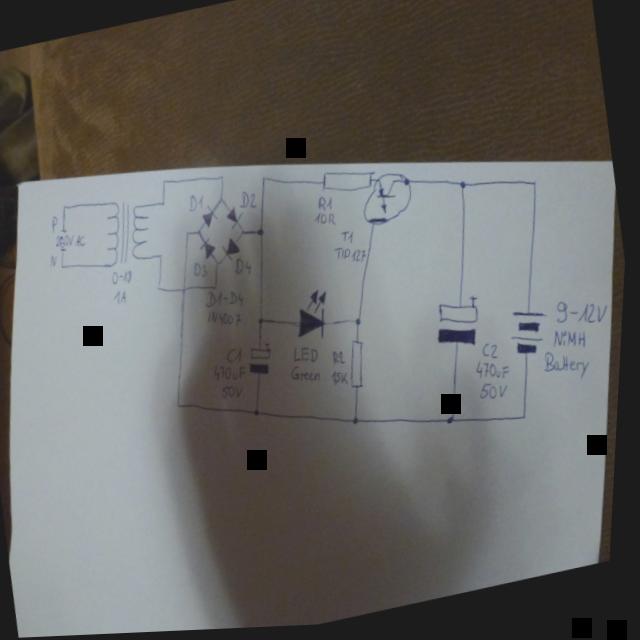 P
230V AC
N
0-18
1A
D1
D2
D3
D4
D1-D4
1N4007
C1
470uF
50V
R1
10R
T1
TIP127
LED
Green
R2
15K
C2
470uF
50V
9-12V
NiMH
Battery